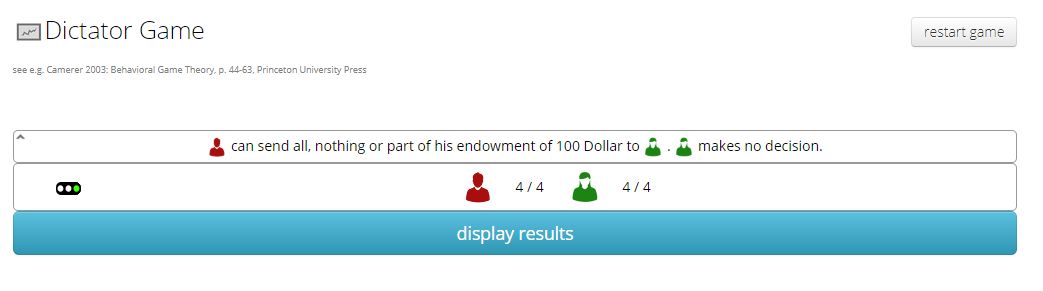 Dictator Game
restart game
see e.g. Camerer 2003: Behavioral Game Theory, p. 44-63, Princeton University Press
can send all, nothing or part of his endowment of 100 Dollar to . makes no decision.
4 / 4 4 / 4
display results